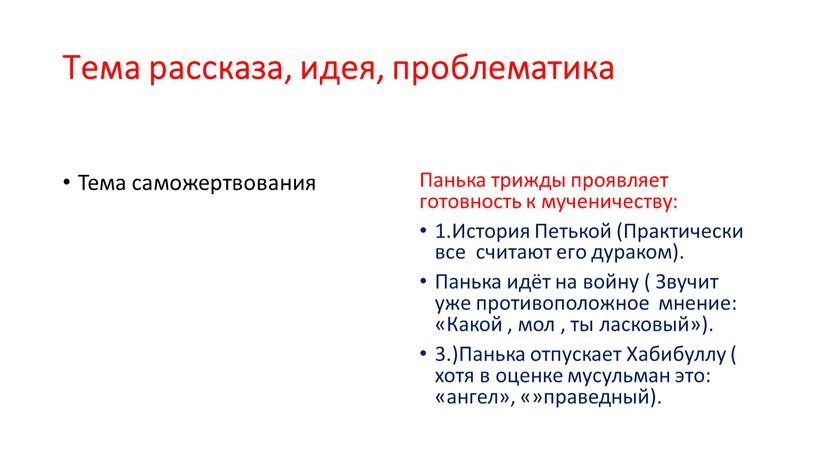 Тема рассказа, идея, проблематика
• Тема саможертвования
Панька трижды проявляет
готовность к мученичеству:
• 1.История Петькой (Практически
все считают его дураком).
• Панька идёт на войну ( Звучит
уже противоположное мнение:
«Какой , мол , ты ласковый»).
• 3.)Панька отпускает Хабибуллу (
хотя в оценке мусульман это:
«ангел», «»праведный).